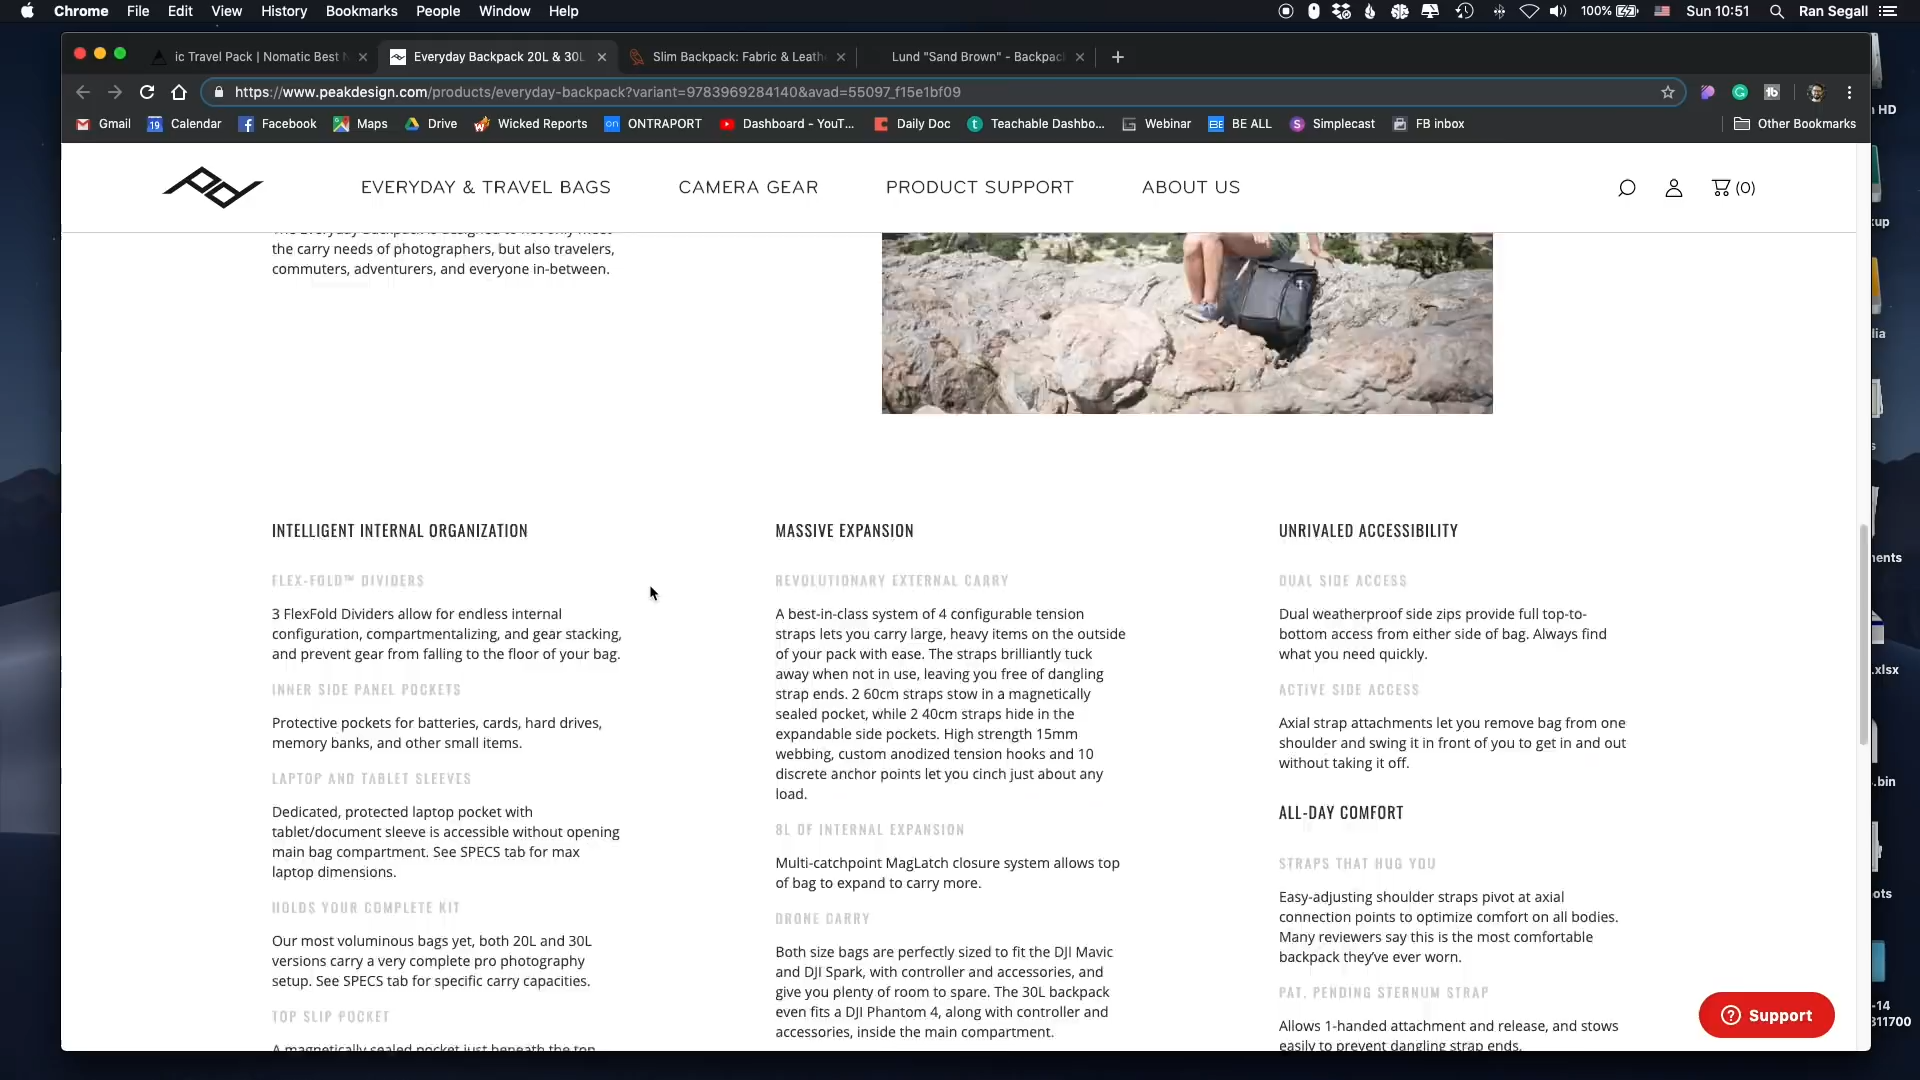 Chrome File Edit View History Bookmarks People Window Help 100% Sun 10:51 Ran Segall
ic Travel Pack | Nomatic Best N
Everyday Backpack 20L & 30L
Slim Backpack: Fabric & Leath
Lund "Sand Brown" - Backpac
https://www.peakdesign.com/products/everyday-backpack?variant=9783969284140&avad=55097_f15e1bf09
Gmail Calendar Facebook Maps Drive Wicked Reports ONTRAPORT Dashboard - YouT... Daily Doc Teachable Dashbo... Webinar BE ALL Simplecast FB inbox Other Bookmarks
EVERYDAY & TRAVEL BAGS CAMERA GEAR PRODUCT SUPPORT ABOUT US (0)
the carry needs of photographers, but also travelers,
commuters, adventurers, and everyone in-between.
INTELLIGENT INTERNAL ORGANIZATION
FLEX-FOLD™ DIVIDERS
3 FlexFold Dividers allow for endless internal
configuration, compartmentalizing, and gear stacking,
and prevent gear from falling to the floor of your bag.
INNER SIDE PANEL POCKETS
Protective pockets for batteries, cards, hard drives,
memory banks, and other small items.
LAPTOP AND TABLET SLEEVES
Dedicated, protected laptop pocket with
tablet/document sleeve is accessible without opening
main bag compartment. See SPECS tab for max
laptop dimensions.
HOLDS YOUR COMPLETE KIT
Our most voluminous bags yet, both 20L and 30L
versions carry a very complete pro photography
setup. See SPECS tab for specific carry capacities.
TOP SLIP POCKET
A magnetically sealed pocket just beneath the top
MASSIVE EXPANSION
REVOLUTIONARY EXTERNAL CARRY
A best-in-class system of 4 configurable tension
straps lets you carry large, heavy items on the outside
of your pack with ease. The straps brilliantly tuck
away when not in use, leaving you free of dangling
strap ends. 2 60cm straps stow in a magnetically
sealed pocket, while 2 40cm straps hide in the
expandable side pockets. High strength 15mm
webbing, custom anodized tension hooks and 10
discrete anchor points let you cinch just about any
load.
8L OF INTERNAL EXPANSION
Multi-catchpoint MagLatch closure system allows top
of bag to expand to carry more.
DRONE CARRY
Both size bags are perfectly sized to fit the DJI Mavic
and DJI Spark, with controller and accessories, and
give you plenty of room to spare. The 30L backpack
even fits a DJI Phantom 4, along with controller and
accessories, inside the main compartment.
UNRIVALED ACCESSIBILITY
DUAL SIDE ACCESS
Dual weatherproof side zips provide full top-to-
bottom access from either side of bag. Always find
what you need quickly.
ACTIVE SIDE ACCESS
Axial strap attachments let you remove bag from one
shoulder and swing it in front of you to get in and out
without taking it off.
ALL-DAY COMFORT
STRAPS THAT HUG YOU
Easy-adjusting shoulder straps pivot at axial
connection points to optimize comfort on all bodies.
Many reviewers say this is the most comfortable
backpack they've ever worn.
PAT. PENDING STERNUM STRAP
Allows 1-handed attachment and release, and stows
easily to prevent dangling strap ends.
Support
HD
kup
lia
s
ents
.xlsx
.bin
ots
-14
311700